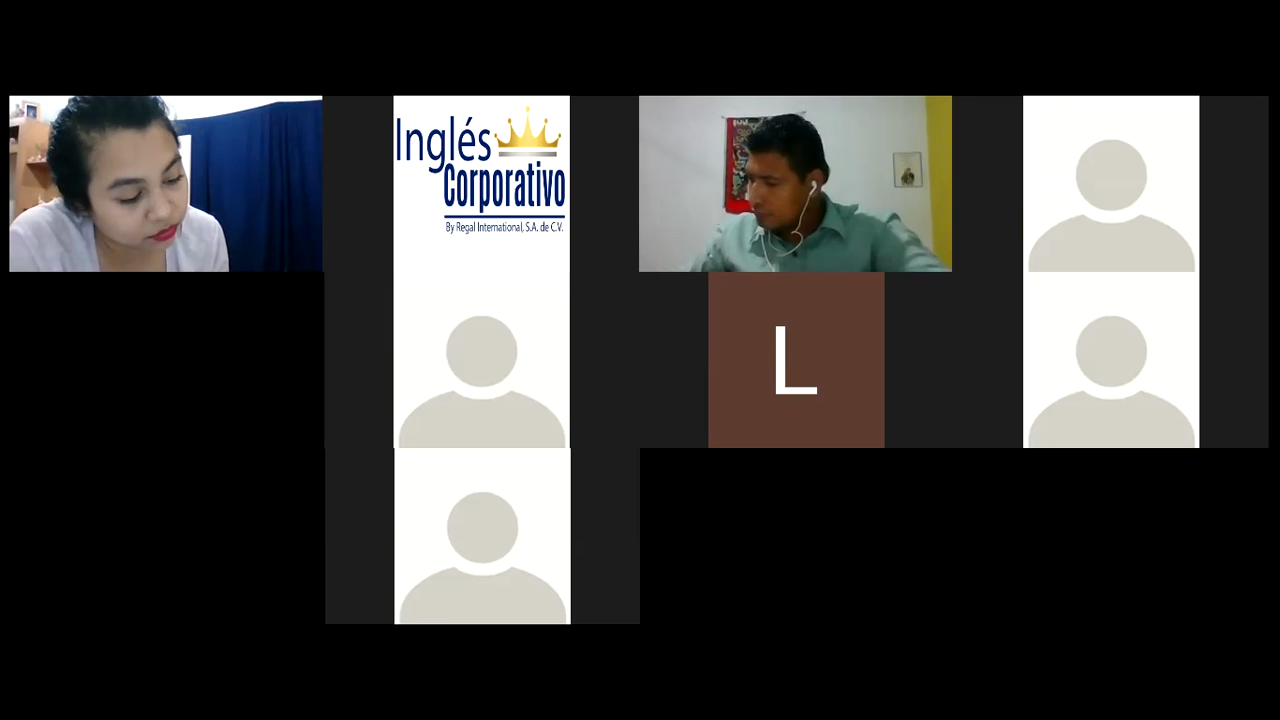 Inglés
Corporativo
By Regal International, S.A. de C.V.
L